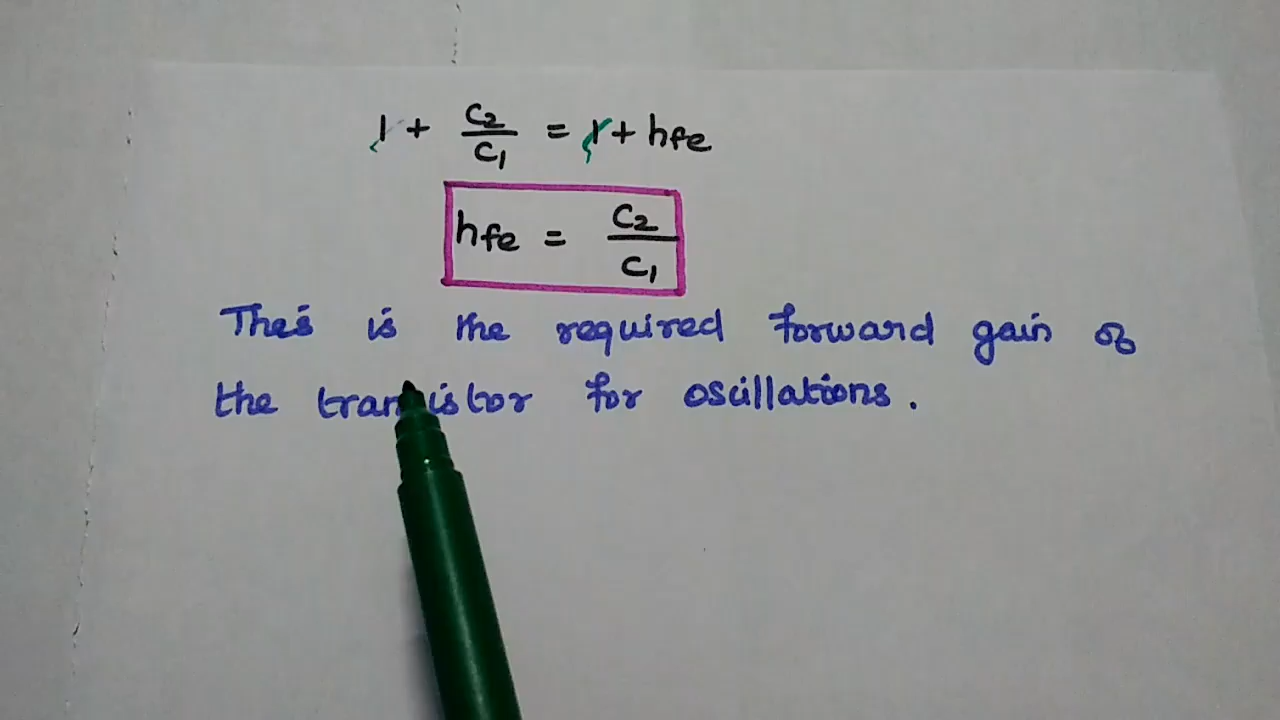 1 + C2/C1 = 1 + hfe
hfe = C2/C1
This is the required forward gain of
the transistor for oscillations.